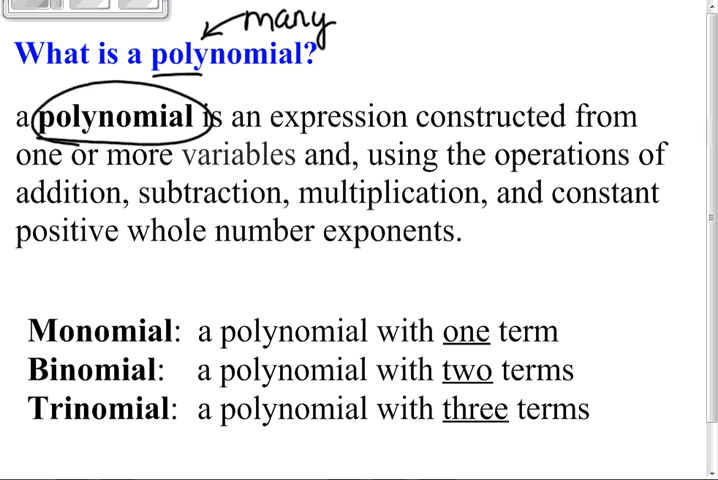 many
What is a polynomial?
a polynomial is an expression constructed from
one or more variables and, using the operations of
addition, subtraction, multiplication, and constant
positive whole number exponents.
Monomial: a polynomial with one term
Binomial: a polynomial with two terms
Trinomial: a polynomial with three terms